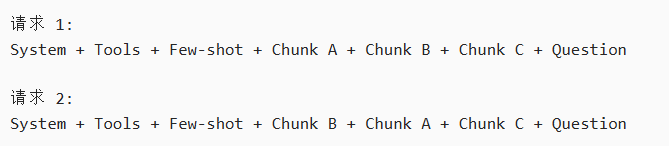 请求 1:
System + Tools + Few-shot + Chunk A + Chunk B + Chunk C + Question
请求 2:
System + Tools + Few-shot + Chunk B + Chunk A + Chunk C + Question